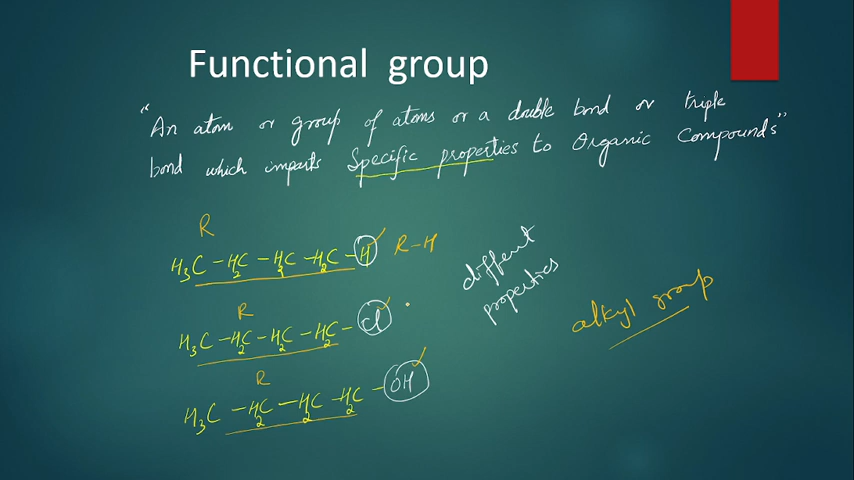 Functional group
"An atom or group of atoms or a double bond or triple
bond which imparts Specific properties to Organic Compounds"
R
H₃C – H₂C – H₂C – H₂C – H R – H
different
properties
alkyl group
R
H₃C – H₂C – H₂C – H₂C – Cl
R
H₃C – H₂C – H₂C – H₂C – OH